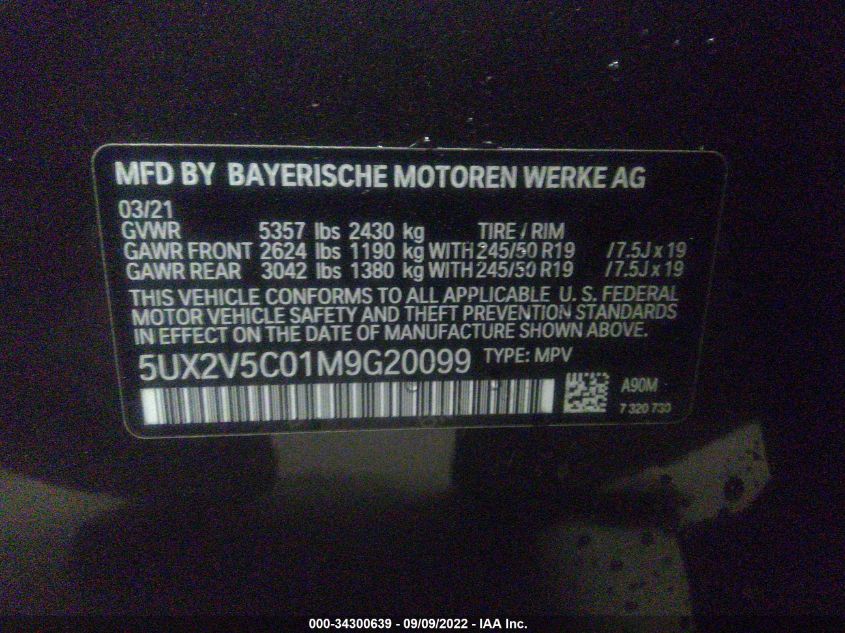 MFD BY BAYERISCHE MOTOREN WERKE AG
03/21
GVWR 5357 lbs 2430 kg TIRE / RIM
GAWR FRONT 2624 lbs 1190 kg WITH 245/50 R19 /7.5J x 19
GAWR REAR 3042 lbs 1380 kg WITH 245/50 R19 /7.5J x 19
THIS VEHICLE CONFORMS TO ALL APPLICABLE U. S. FEDERAL
MOTOR VEHICLE SAFETY AND THEFT PREVENTION STANDARDS
IN EFFECT ON THE DATE OF MANUFACTURE SHOWN ABOVE.
5UX2V5C01M9G20099 TYPE: MPV
A90M
7 320 730
000-34300639 - 09/09/2022 - IAA Inc.